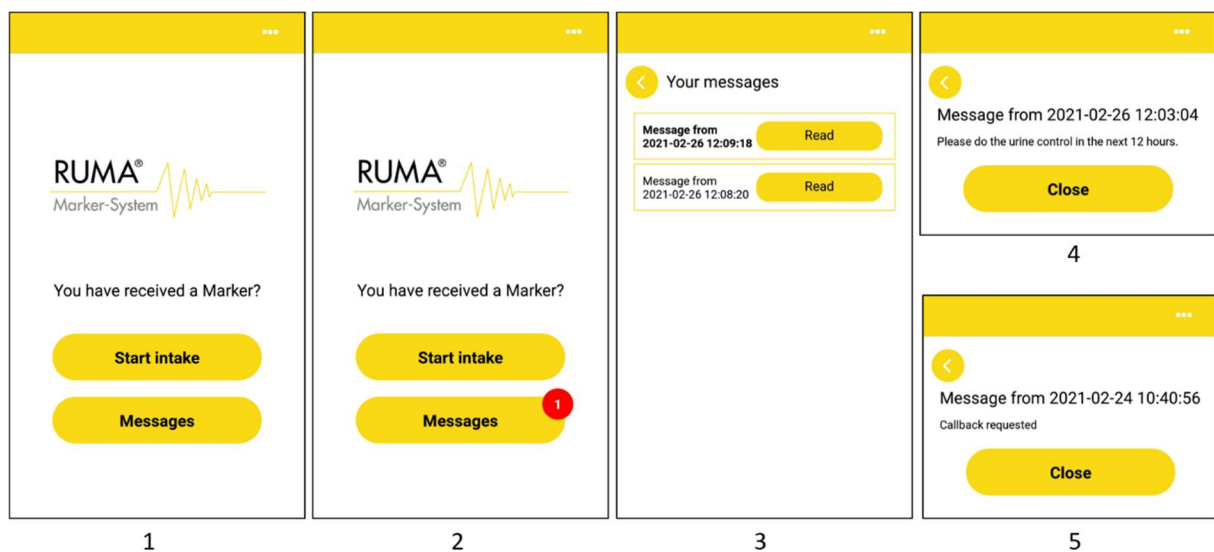 RUMA®
Marker-System
You have received a Marker?
Start intake
Messages
1
RUMA®
Marker-System
You have received a Marker?
Start intake
Messages
1
2
Your messages
Message from
2021-02-26 12:09:18
Read
Message from
2021-02-26 12:08:20
Read
3
Message from 2021-02-26 12:03:04
Please do the urine control in the next 12 hours.
Close
4
Message from 2021-02-24 10:40:56
Callback requested
Close
5